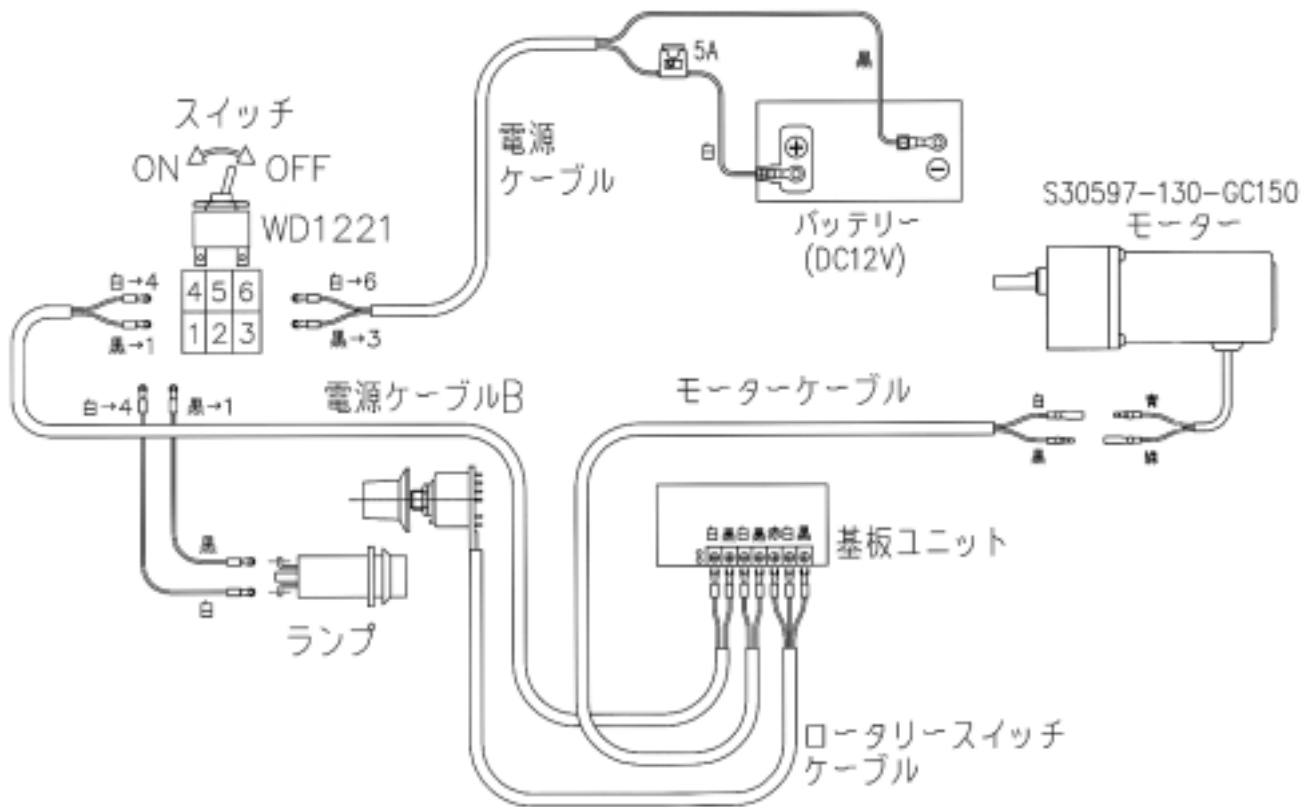 5A
黒
スイッチ
ON OFF
電源
ケーブル
白
WD1221
バッテリー
(DC12V)
S30597-130-GC150
モーター
白→4
4 5 6
白→6
黒→1
1 2 3
黒→3
白→4
黒→1
電源ケーブルB
モーターケーブル
白
青
黒
緑
白 黒 白 黒 赤 白 黒
基板ユニット
黒
白
ランプ
ロータリースイッチ
ケーブル